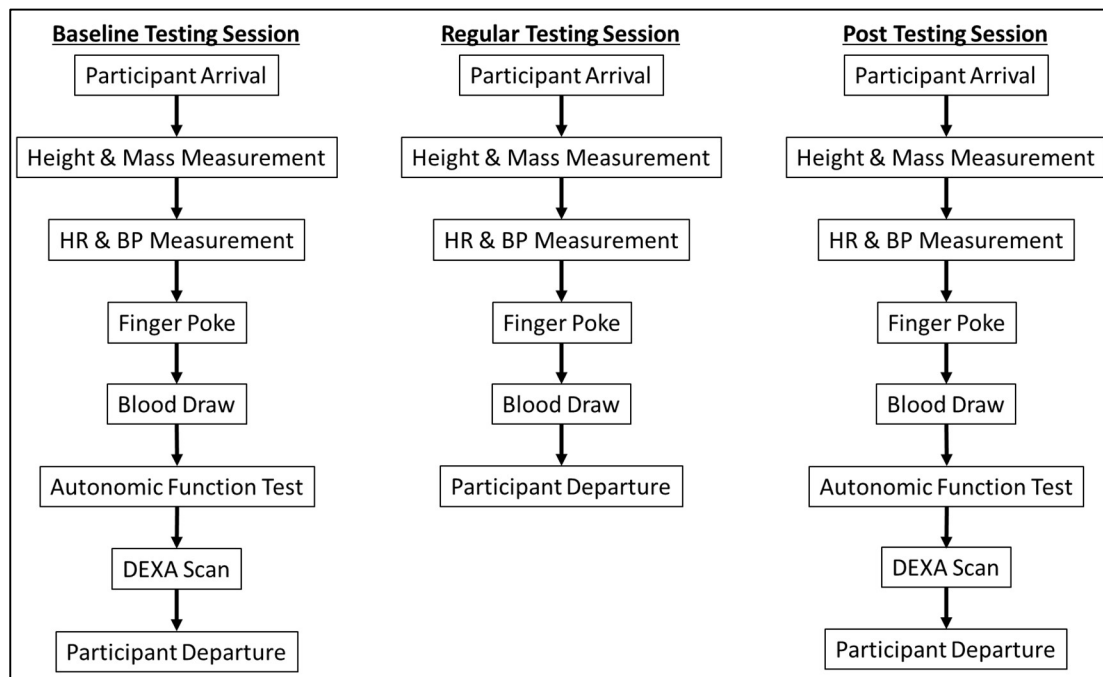 Baseline Testing Session
Participant Arrival
Height & Mass Measurement
HR & BP Measurement
Finger Poke
Blood Draw
Autonomic Function Test
DEXA Scan
Participant Departure
Regular Testing Session
Participant Arrival
Height & Mass Measurement
HR & BP Measurement
Finger Poke
Blood Draw
Participant Departure
Post Testing Session
Participant Arrival
Height & Mass Measurement
HR & BP Measurement
Finger Poke
Blood Draw
Autonomic Function Test
DEXA Scan
Participant Departure